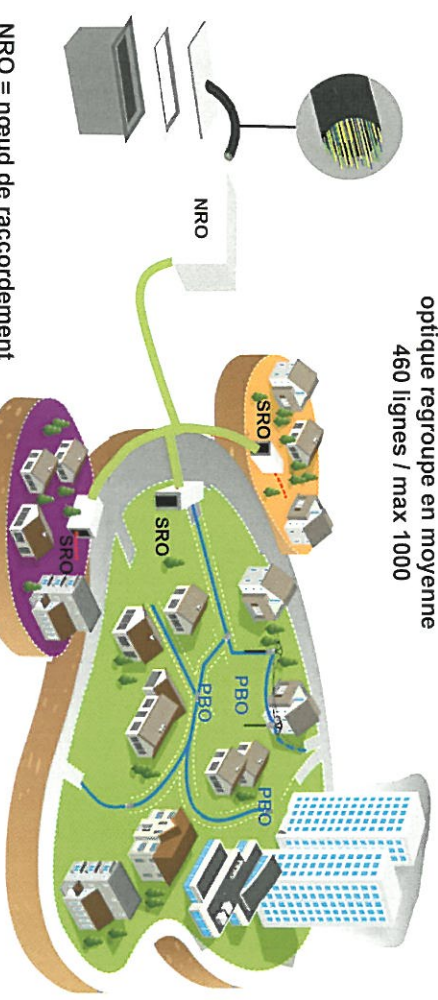 optique regroupe en moyenne
460 lignes / max 1000
NRO
SRO
SRO
SRO
PBO
PBO
PBO
NRO = nœud de raccordement